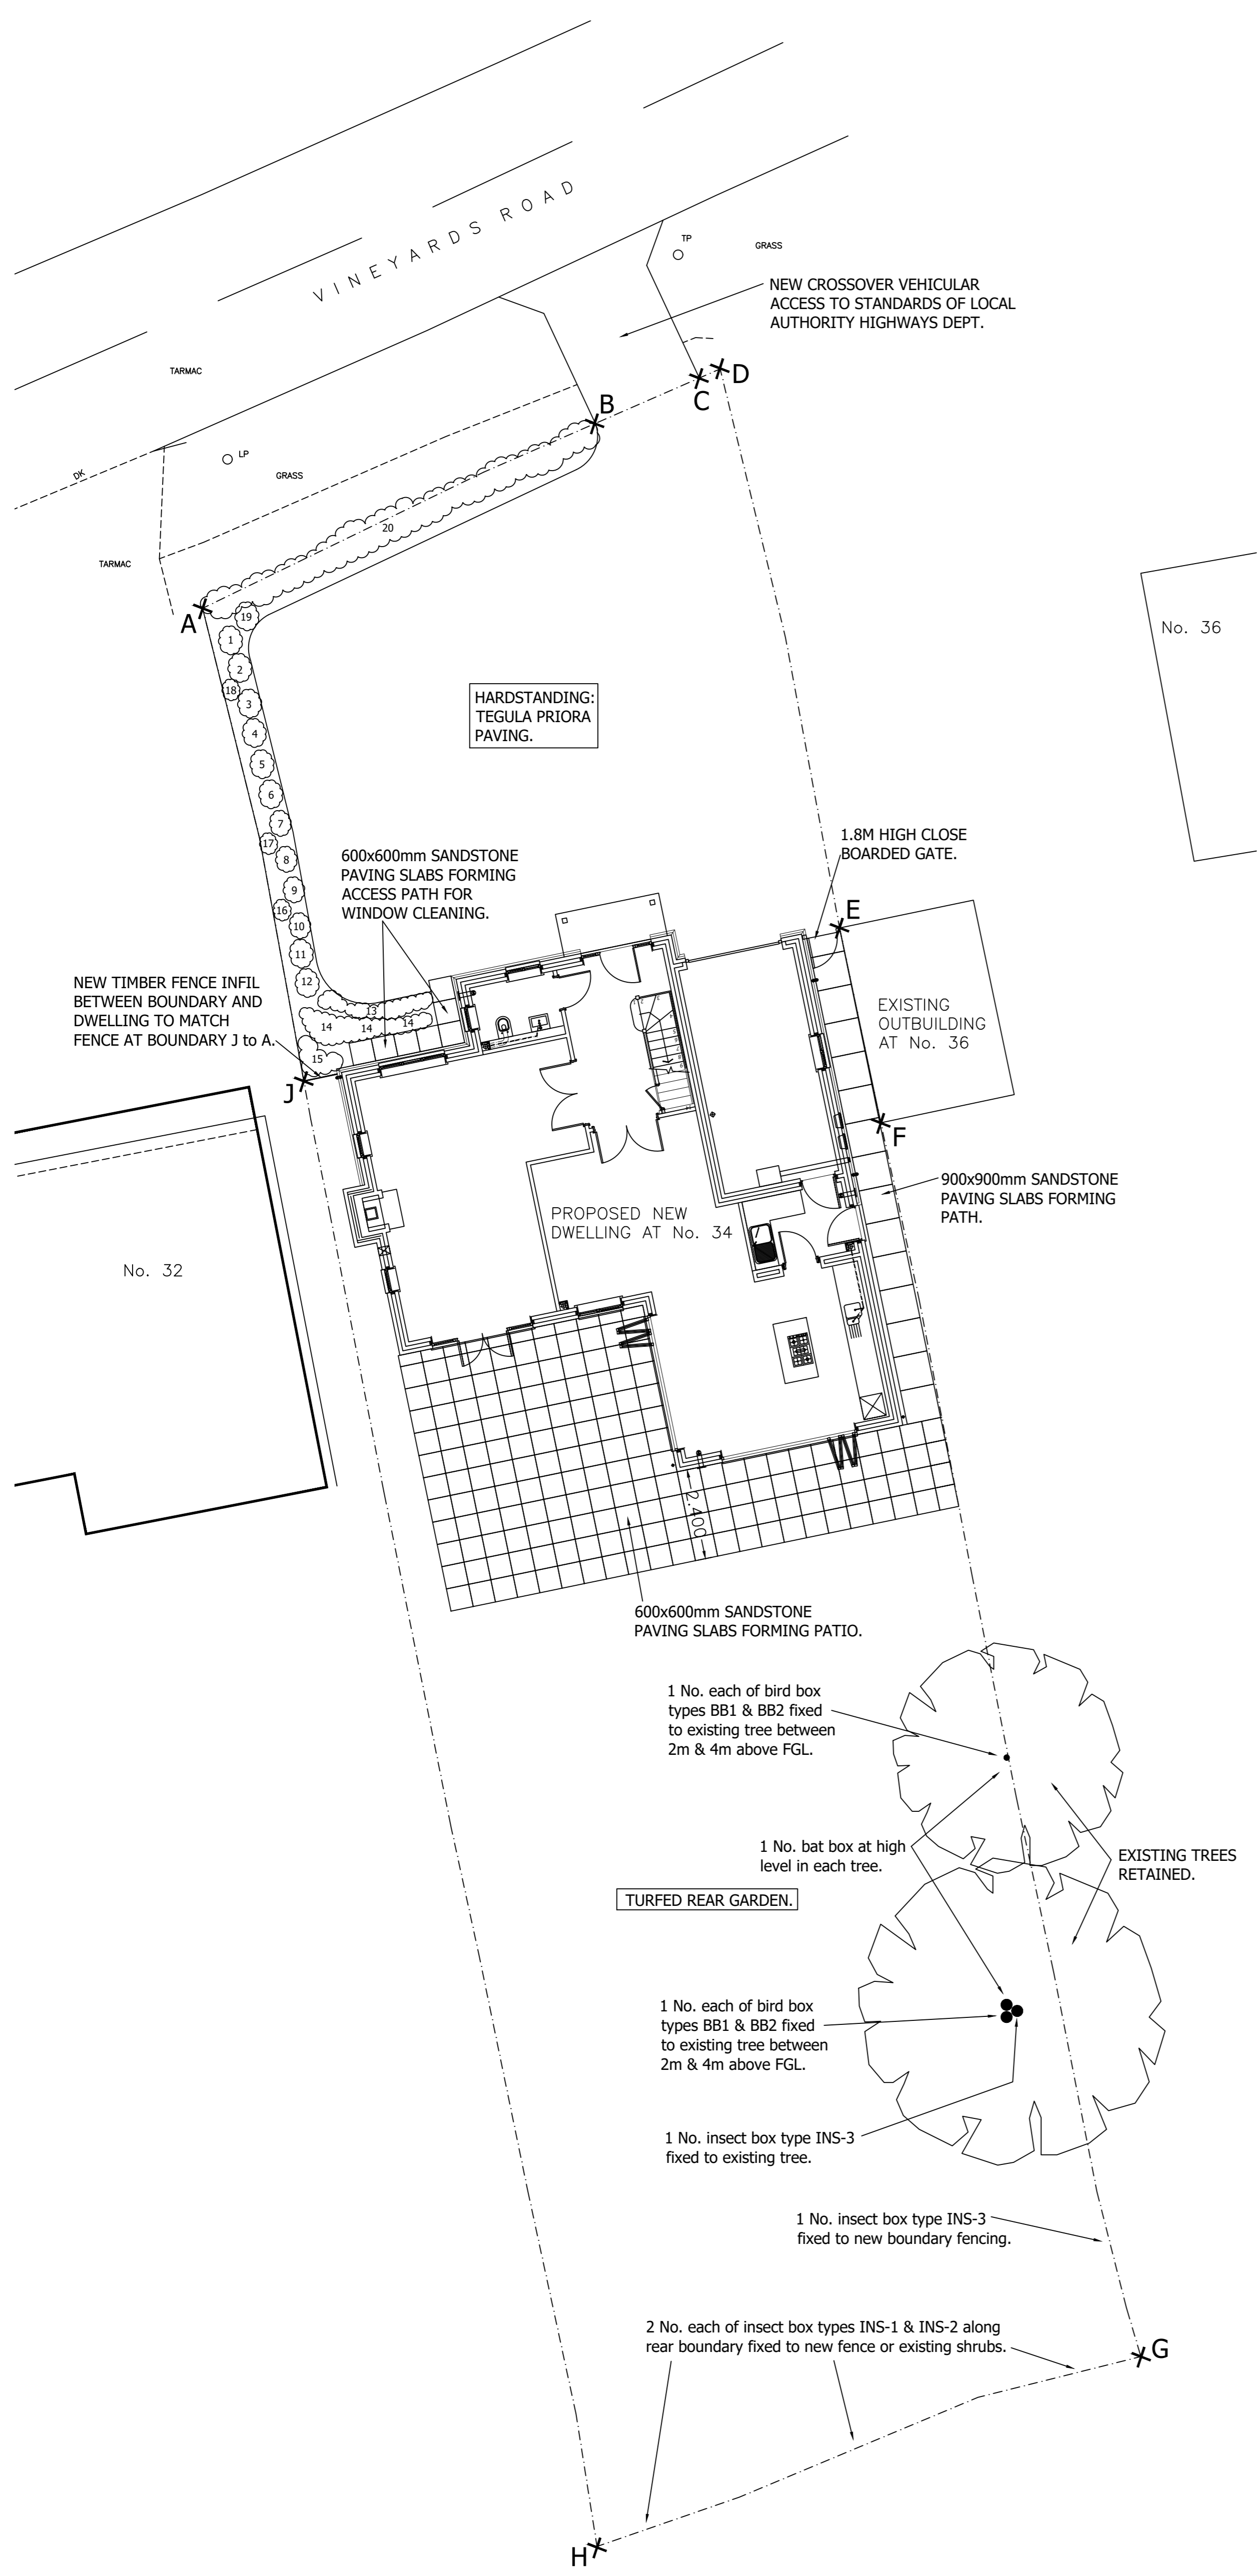 VINEYARDS ROAD
TP
GRASS
NEW CROSSOVER VEHICULAR
ACCESS TO STANDARDS OF LOCAL
AUTHORITY HIGHWAYS DEPT.
TARMAC
D
C
B
LP
DK
GRASS
20
TARMAC
A
19
1
2
18
3
4
5
6
7
17
8
9
16
10
11
12
13
14
14
14
15
No. 36
HARDSTANDING:
TEGULA PRIORA
PAVING.
1.8M HIGH CLOSE
BOARDED GATE.
600x600mm SANDSTONE
PAVING SLABS FORMING
ACCESS PATH FOR
WINDOW CLEANING.
E
NEW TIMBER FENCE INFIL
BETWEEN BOUNDARY AND
DWELLING TO MATCH
FENCE AT BOUNDARY J to A.
EXISTING
OUTBUILDING
AT No. 36
J
F
900x900mm SANDSTONE
PAVING SLABS FORMING
PATH.
PROPOSED NEW
DWELLING AT No. 34
No. 32
2.400
600x600mm SANDSTONE
PAVING SLABS FORMING PATIO.
1 No. each of bird box
types BB1 & BB2 fixed
to existing tree between
2m & 4m above FGL.
1 No. bat box at high
level in each tree.
EXISTING TREES
RETAINED.
TURFED REAR GARDEN.
1 No. each of bird box
types BB1 & BB2 fixed
to existing tree between
2m & 4m above FGL.
1 No. insect box type INS-3
fixed to existing tree.
1 No. insect box type INS-3
fixed to new boundary fencing.
2 No. each of insect box types INS-1 & INS-2 along
rear boundary fixed to new fence or existing shrubs.
G
H